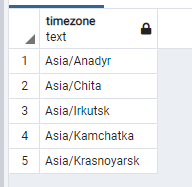 timezone
text
1 Asia/Anadyr
2 Asia/Chita
3 Asia/Irkutsk
4 Asia/Kamchatka
5 Asia/Krasnoyarsk